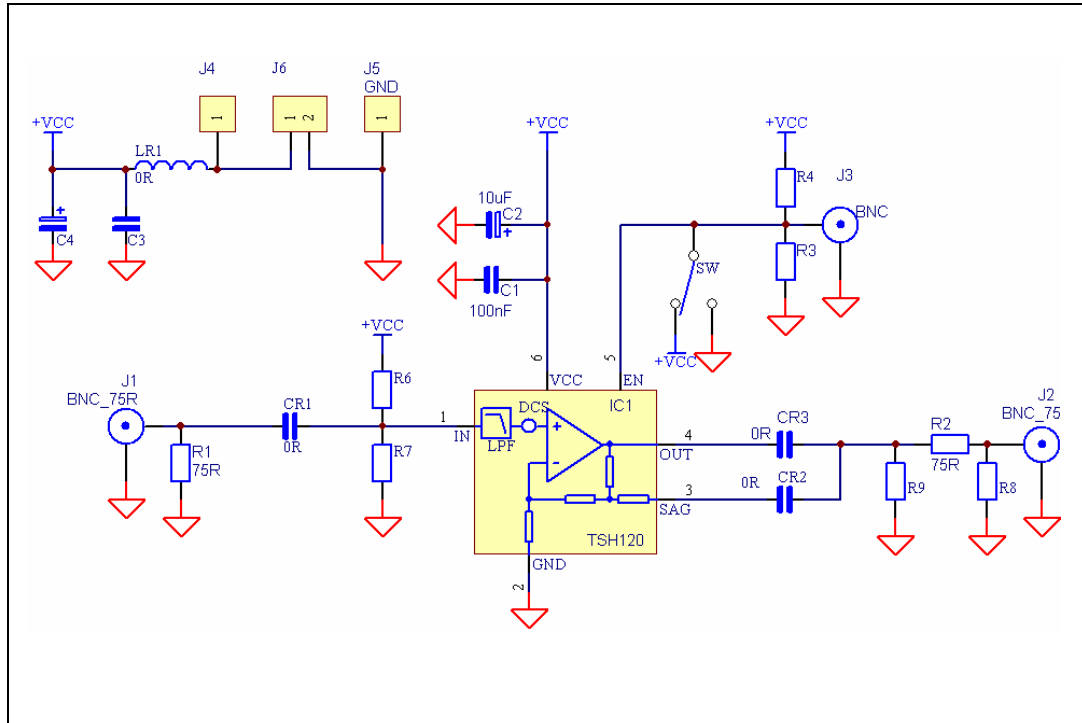 J4
J6
J5
GND
1
1
2
1
+VCC
LR1
0R
C4
C3
+
+VCC
10uF
C2
+
C1
100nF
+VCC
R4
J3
BNC
R3
SW
+VCC
6
VCC
5
EN
IC1
+VCC
R6
J1
BNC_75R
CR1
0R
R1
75R
R7
1
IN
LPF
DCS
+
-
4
OUT
3
SAG
TSH120
GND
2
0R
CR3
0R
CR2
R2
75R
J2
BNC_75
R9
R8